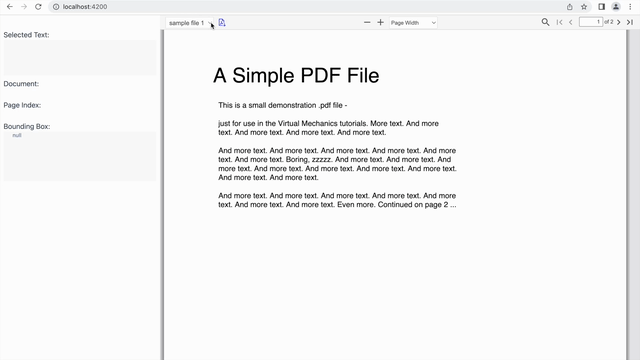 localhost:4200
sample file 1
Page Width
1 of 2
Selected Text:
Document:
Page Index:
Bounding Box:
null
A Simple PDF File
This is a small demonstration .pdf file -
just for use in the Virtual Mechanics tutorials. More text. And more
text. And more text. And more text. And more text.
And more text. And more text. And more text. And more text. And more
text. And more text. Boring, zzzzz. And more text. And more text. And
more text. And more text. And more text. And more text. And more text.
And more text. And more text.
And more text. And more text. And more text. And more text. And more
text. And more text. And more text. Even more. Continued on page 2 ...